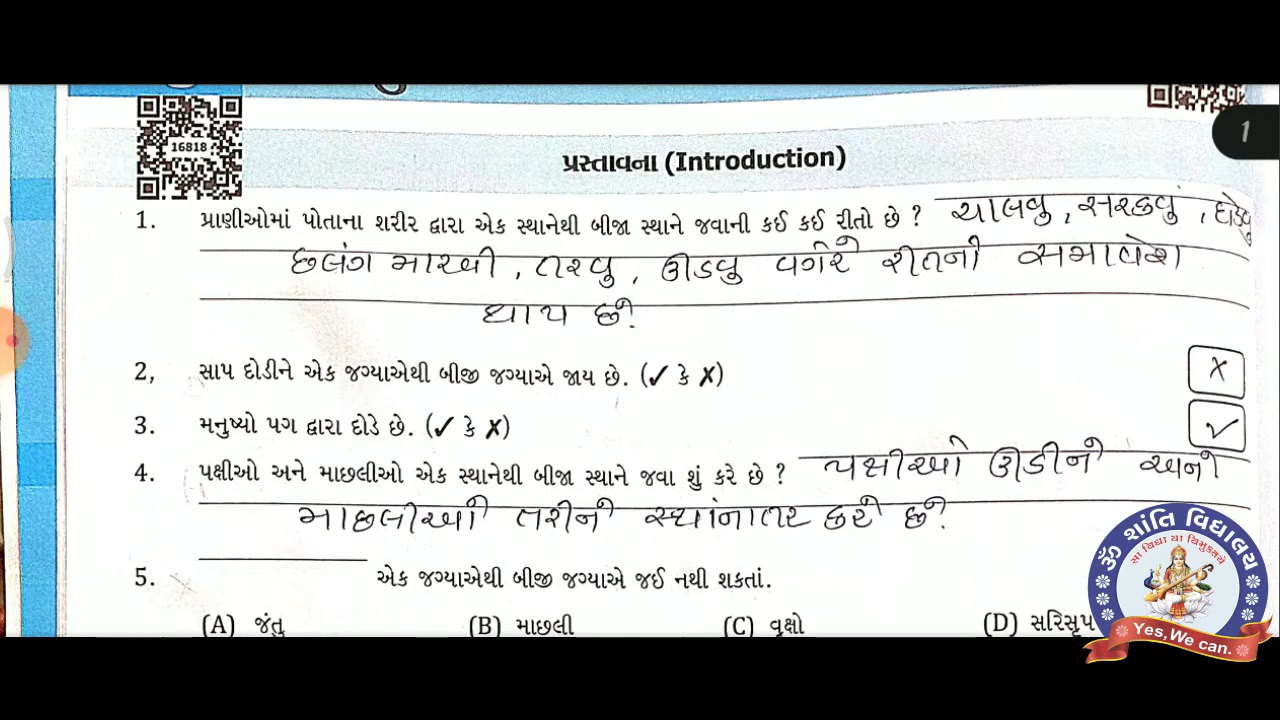 16818
1
પ્રસ્તાવના (Introduction)
1. પ્રાણીઓમાં પોતાના શરીર દ્વારા એક સ્થાનેથી બીજા સ્થાને જવાની કઈ કઈ રીતો છે ? ચાલવુ, સરકવું, દોડવુ
છલંગ મારવી, તરવુ, ઊડવુ વગેરે રીતનો સમાવેશ
થાય છે.
2, સાપ દોડીને એક જગ્યાએથી બીજી જગ્યાએ જાય છે. (✓ કે ✗) ✗
3. મનુષ્યો પગ દ્વારા દોડે છે. (✓ કે ✗) ✓
4. પક્ષીઓ અને માછલીઓ એક સ્થાનેથી બીજા સ્થાને જવા શું કરે છે ? પક્ષીઓ ઊડીને અને
માછલીઓ તરીને સ્થાંનાતર કરે છે.
5. ____________ એક જગ્યાએથી બીજી જગ્યાએ જઈ નથી શકતાં.
(A) જંતુ (B) માછલી (C) વૃક્ષો (D) સરિસૃપ
ૐ શાંતિ વિદ્યાલય
સા વિદ્યા યા વિમુક્તયે
Yes, We can.